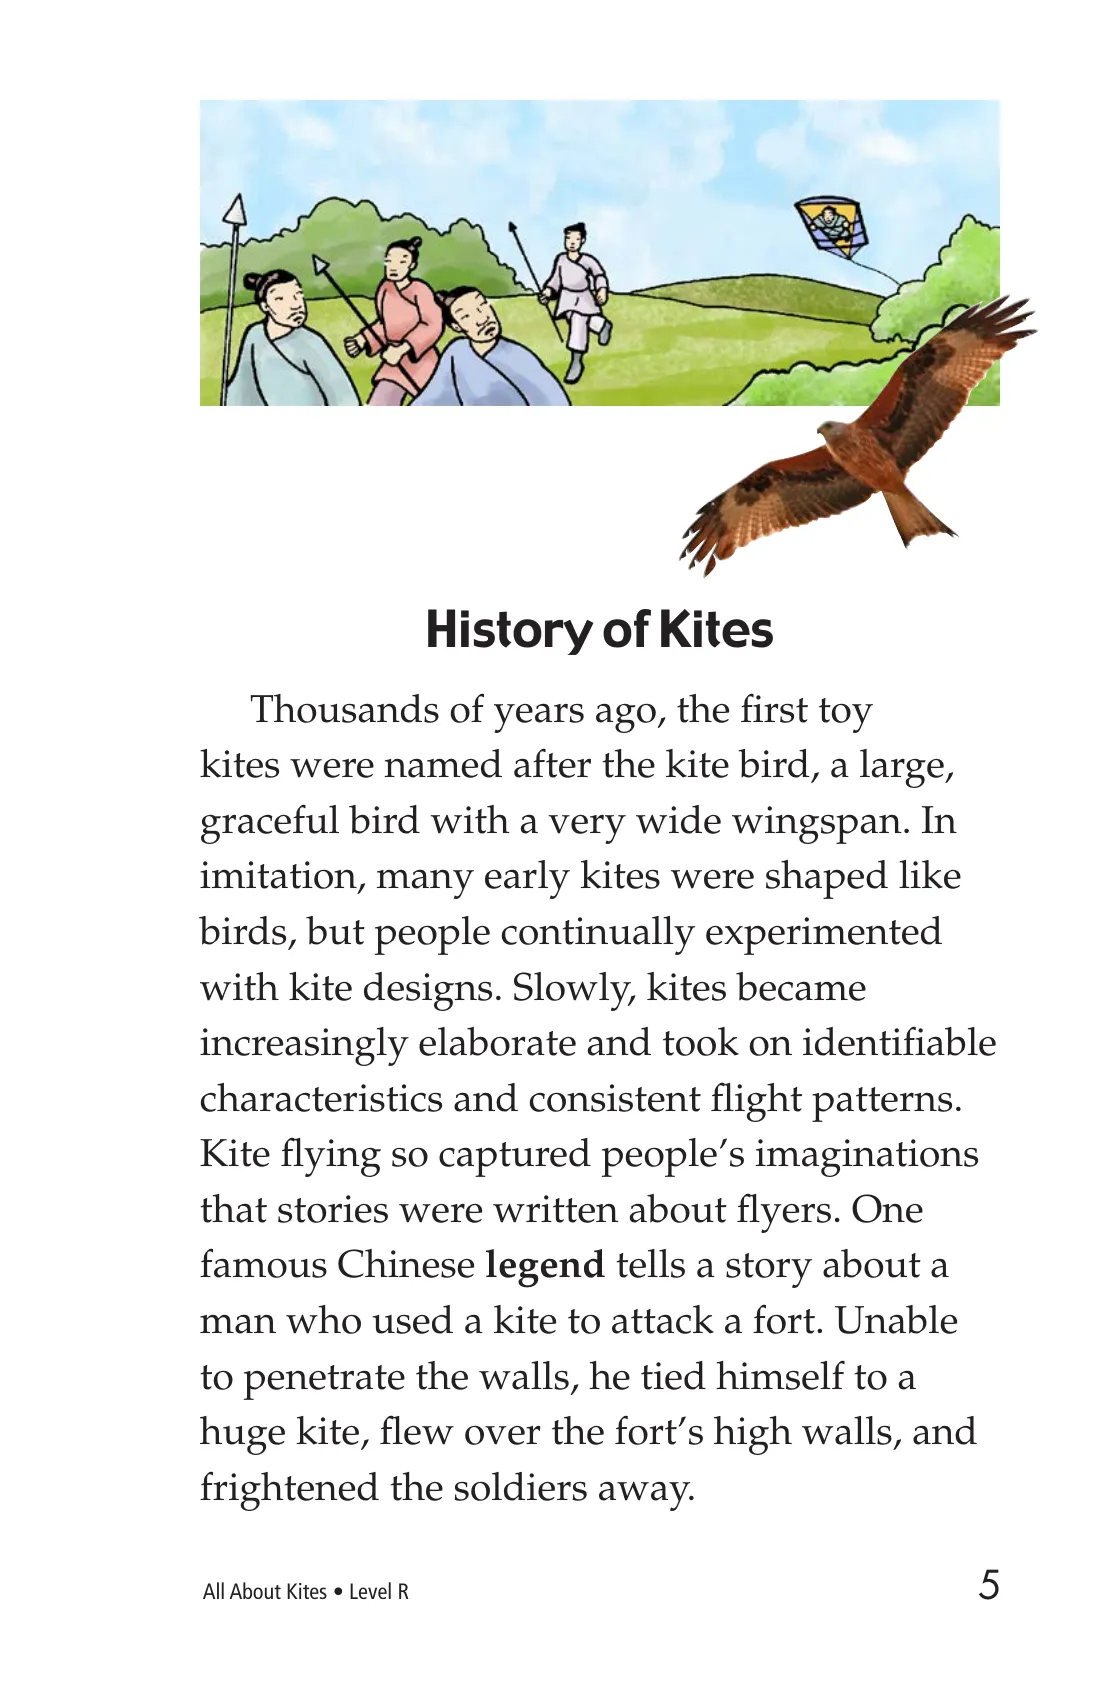 History of Kites
Thousands of years ago, the first toy
kites were named after the kite bird, a large,
graceful bird with a very wide wingspan. In
imitation, many early kites were shaped like
birds, but people continually experimented
with kite designs. Slowly, kites became
increasingly elaborate and took on identifiable
characteristics and consistent flight patterns.
Kite flying so captured people’s imaginations
that stories were written about flyers. One
famous Chinese legend tells a story about a
man who used a kite to attack a fort. Unable
to penetrate the walls, he tied himself to a
huge kite, flew over the fort’s high walls, and
frightened the soldiers away.
All About Kites • Level R
5